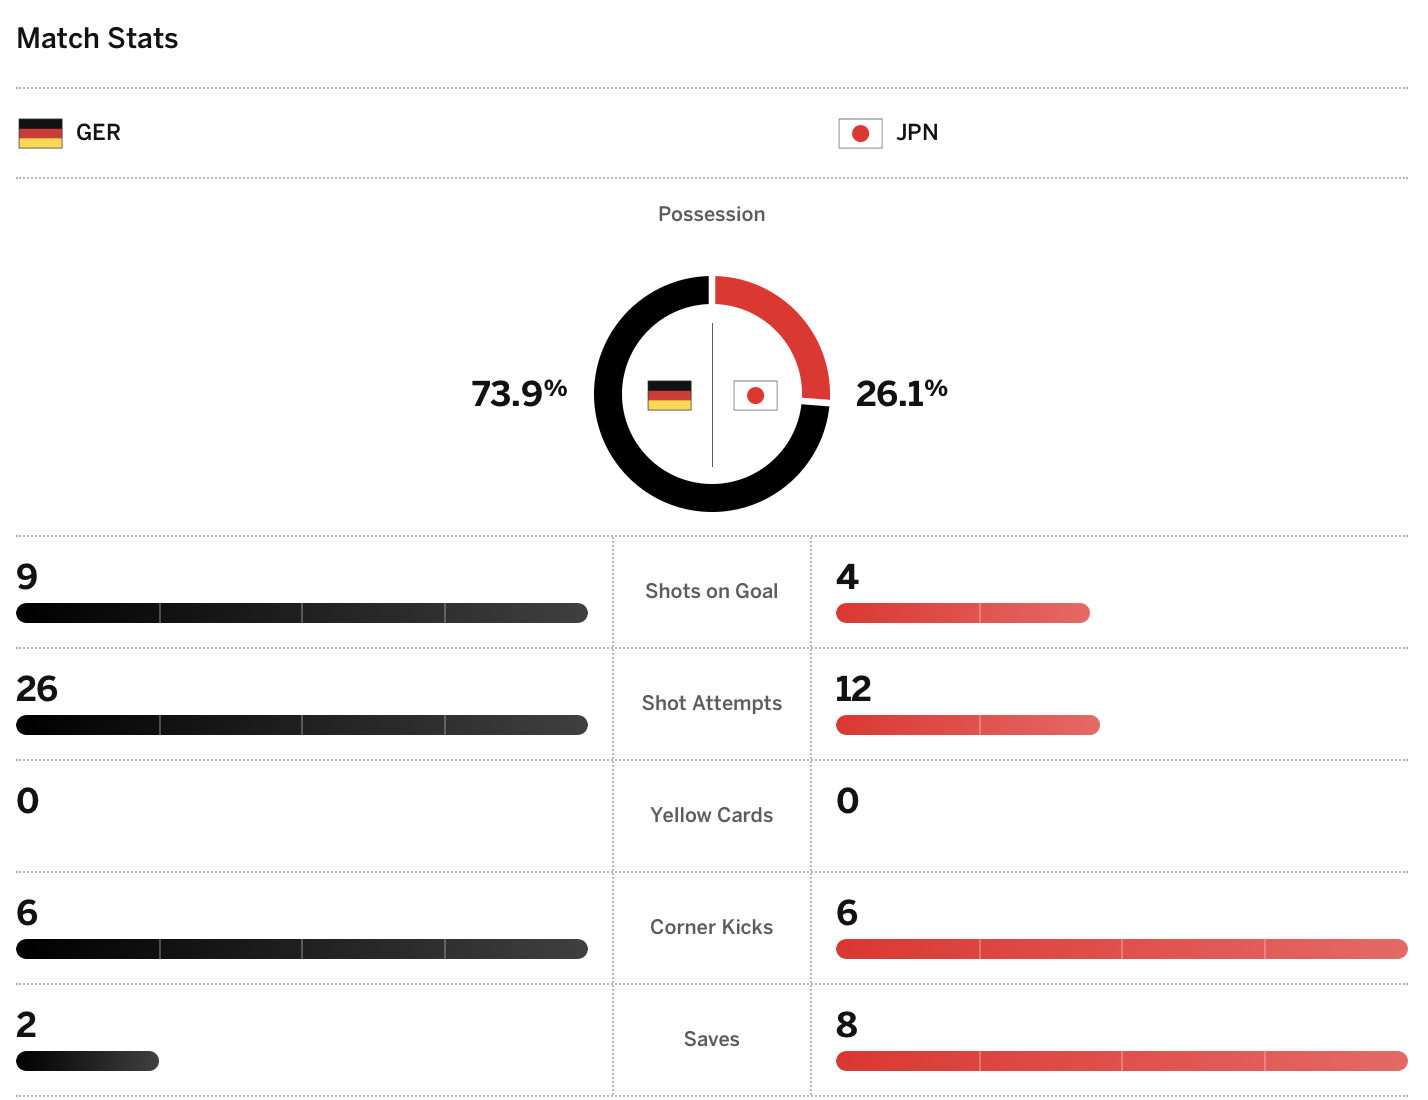 Match Stats
GER JPN
Possession
73.9% 26.1%
9 Shots on Goal 4
26 Shot Attempts 12
0 Yellow Cards 0
6 Corner Kicks 6
2 Saves 8